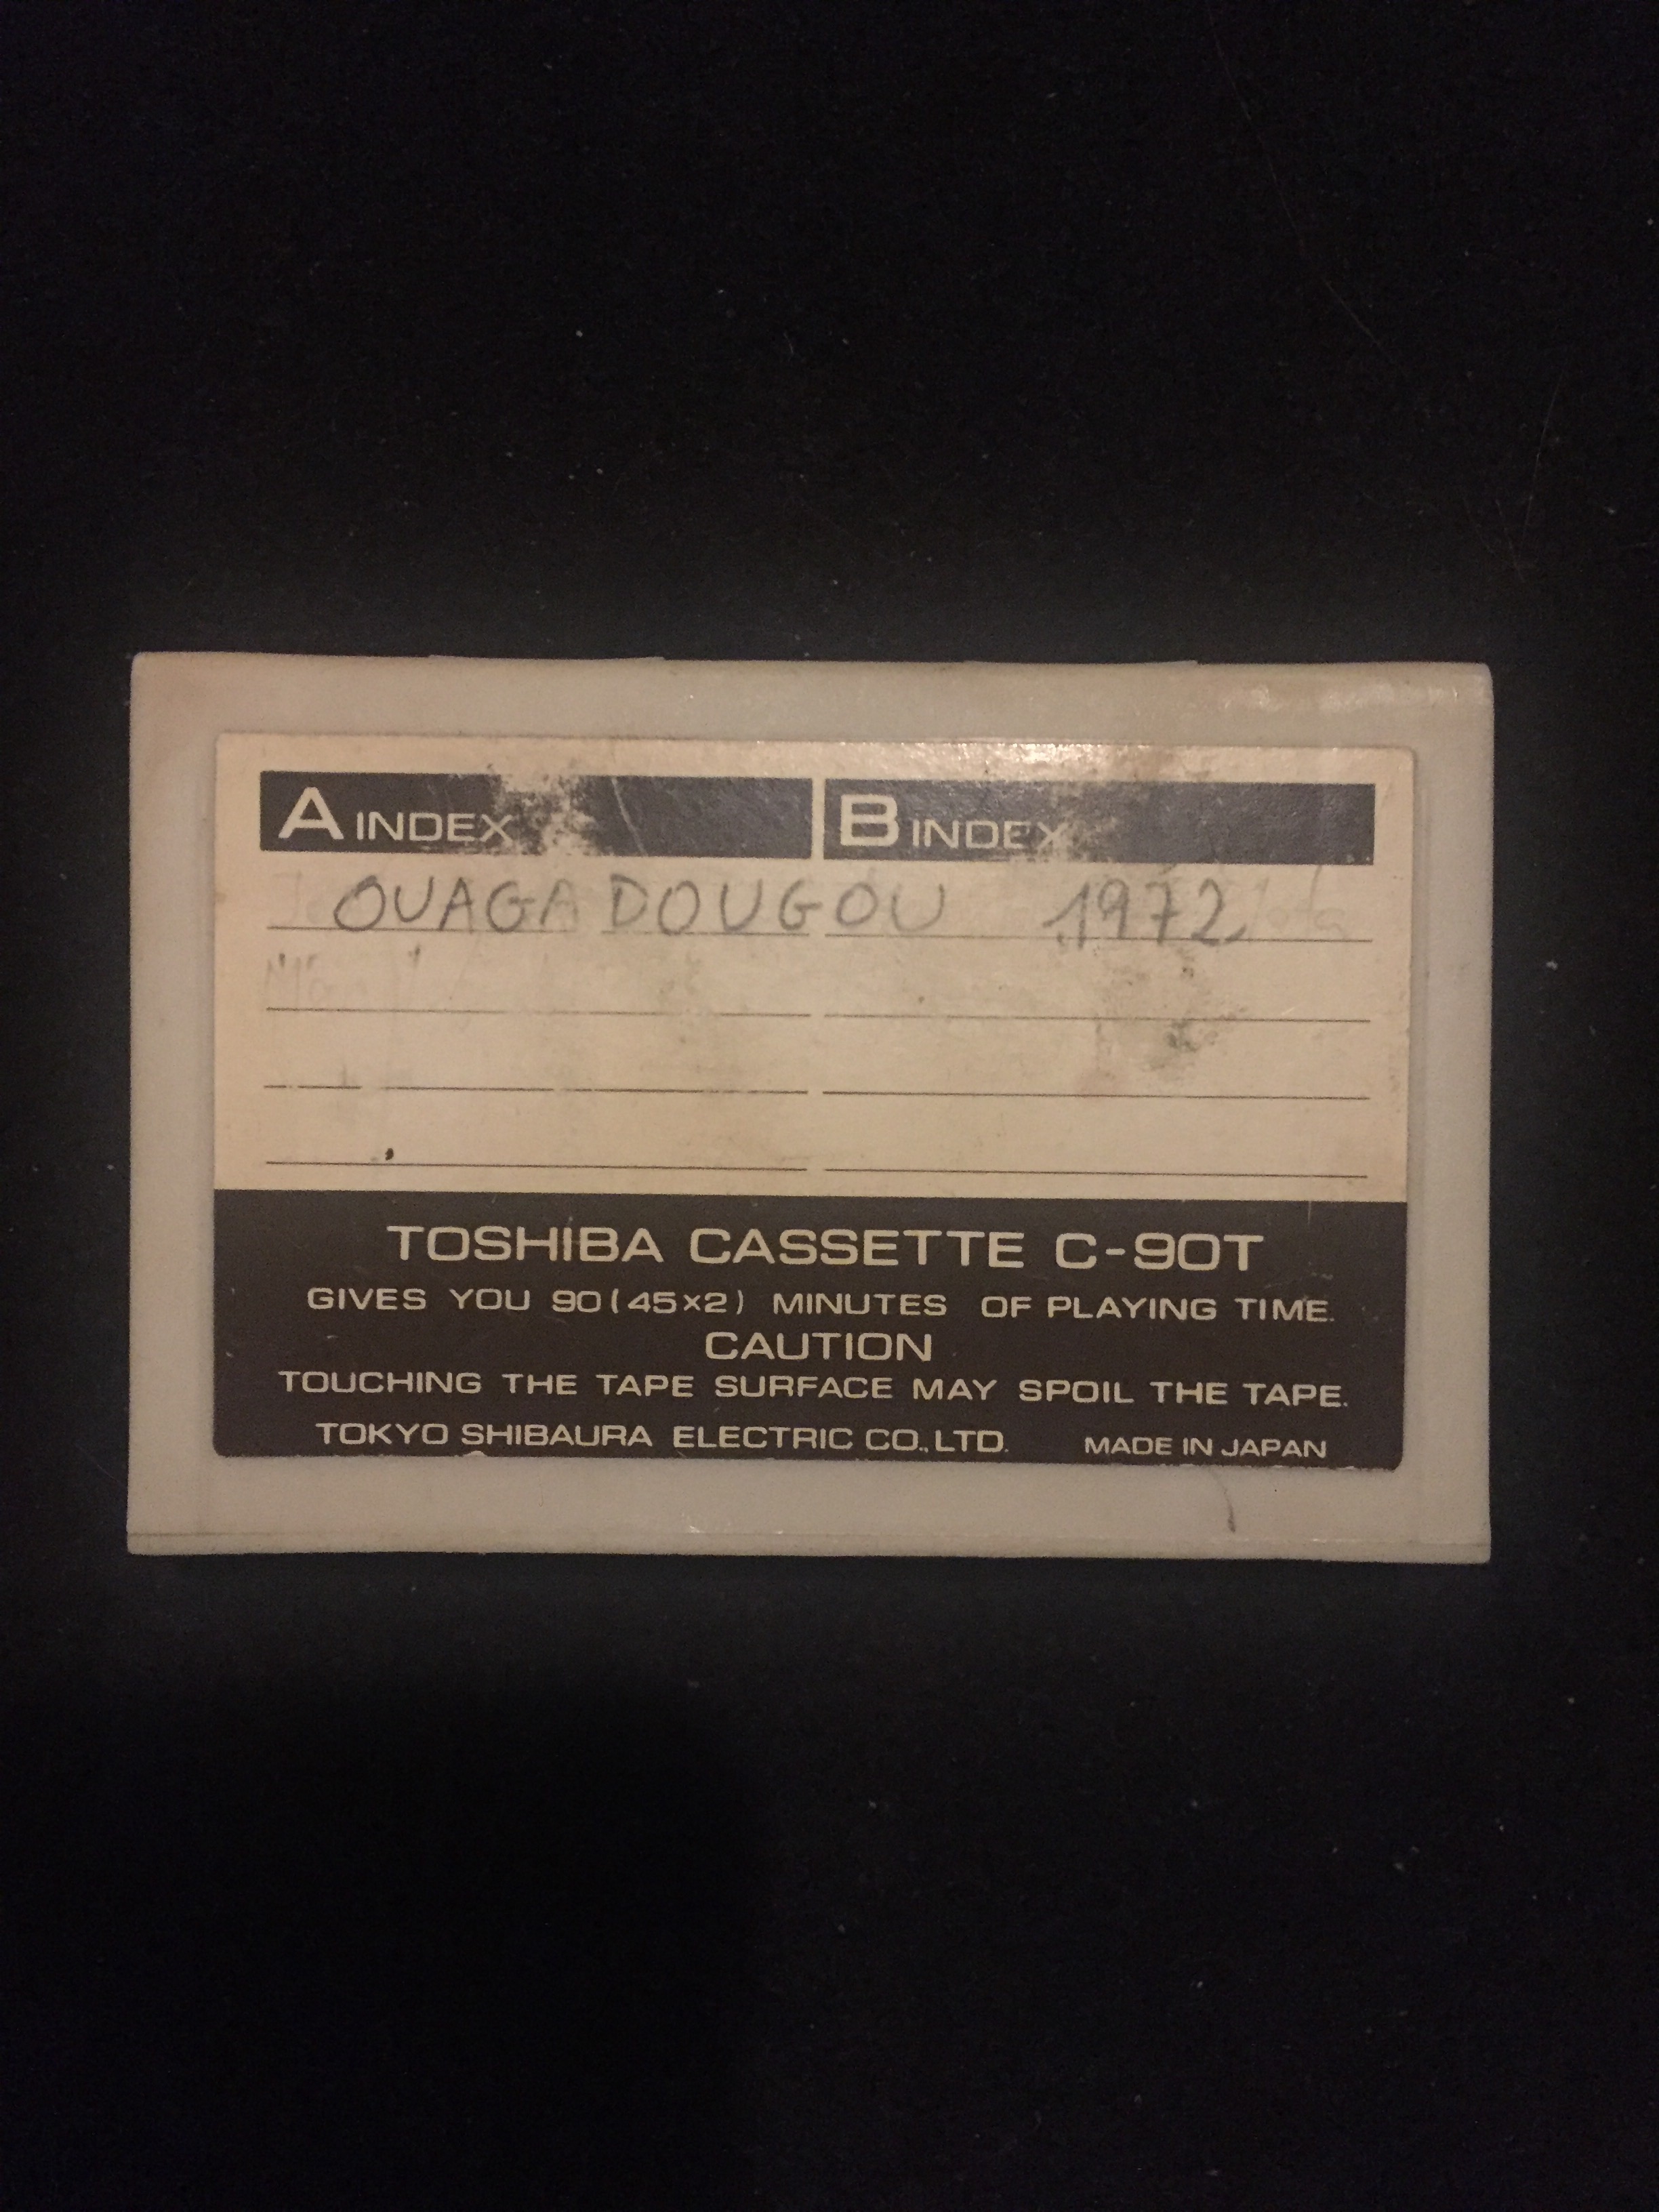 A INDEX B INDEX
OUAGADOUGOU 1972
TOSHIBA CASSETTE C-90T
GIVES YOU 90(45×2) MINUTES OF PLAYING TIME.
CAUTION
TOUCHING THE TAPE SURFACE MAY SPOIL THE TAPE.
TOKYO SHIBAURA ELECTRIC CO., LTD. MADE IN JAPAN